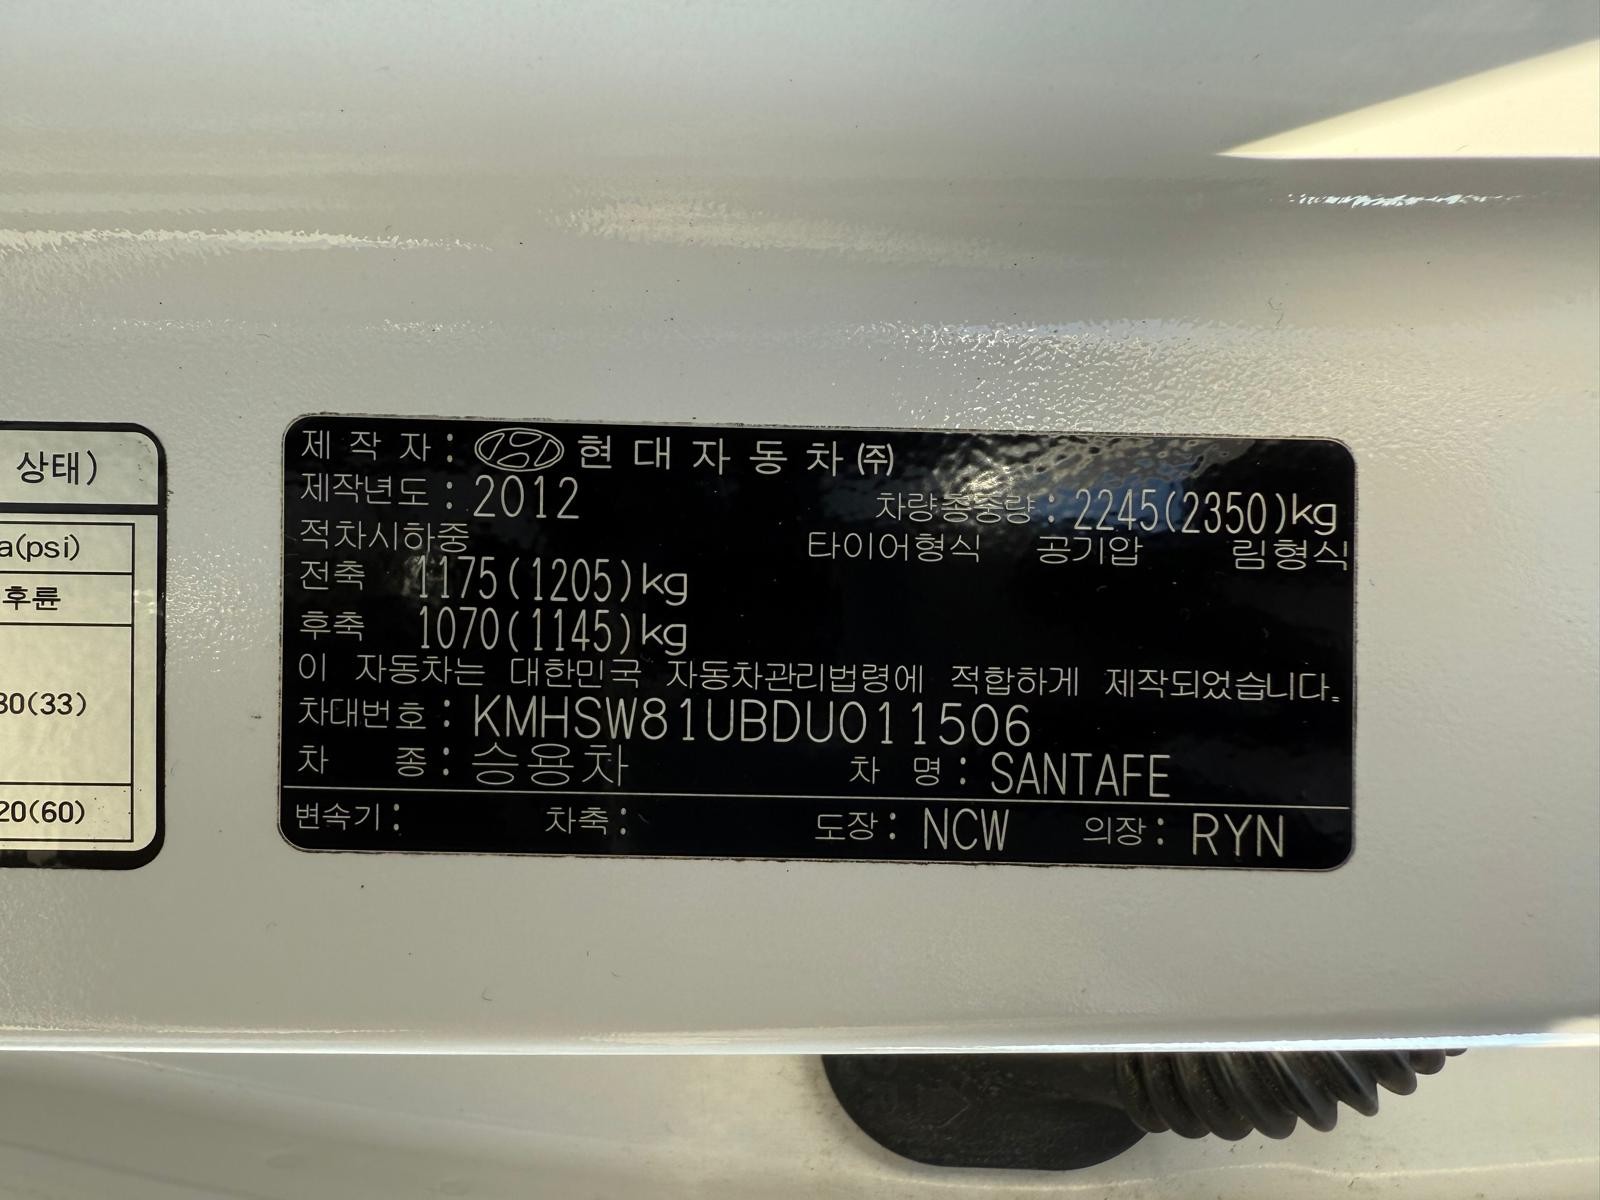 상태)
a(psi)
후륜
30(33)
20(60)
제 작 자 : 현 대 자 동 차 ㈜
제작년도 : 2012 차량총중량 : 2245(2350)kg
적차시하중 타이어형식 공기압 림형식
전축 1175(1205)kg
후축 1070(1145)kg
이 자동차는 대한민국 자동차관리법령에 적합하게 제작되었습니다.
차대번호 : KMHSW81UBDU011506
차 종 : 승용차 차 명 : SANTAFE
변속기 : 차축 : 도장 : NCW 의장 : RYN